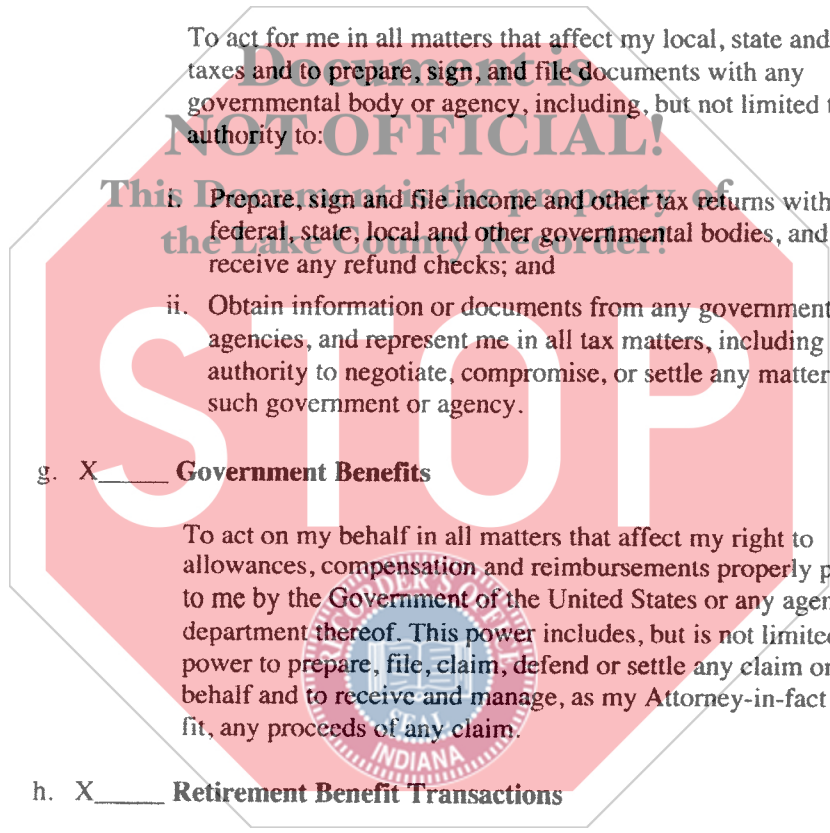 To act for me in all matters that affect my local, state and
taxes and to prepare, sign, and file documents with any
governmental body or agency, including, but not limited
authority to:
Document is
NOT OFFICIAL!
This Document is the property of
the Lake County Recorder!
i. Prepare, sign and file income and other tax returns with
federal, state, local and other governmental bodies, and
receive any refund checks; and
ii. Obtain information or documents from any government
agencies, and represent me in all tax matters, including
authority to negotiate, compromise, or settle any matter
such government or agency.
STOP
g. X_____ Government Benefits
To act on my behalf in all matters that affect my right to
allowances, compensation and reimbursements properly
to me by the Government of the United States or any
department thereof. This power includes, but is not
power to prepare, file, claim, defend or settle any claim
behalf and to receive and manage, as my Attorney-in-fact
fit, any proceeds of any claim.
RECORDER'S OFFICE
SEAL
INDIANA
h. X_____ Retirement Benefit Transactions